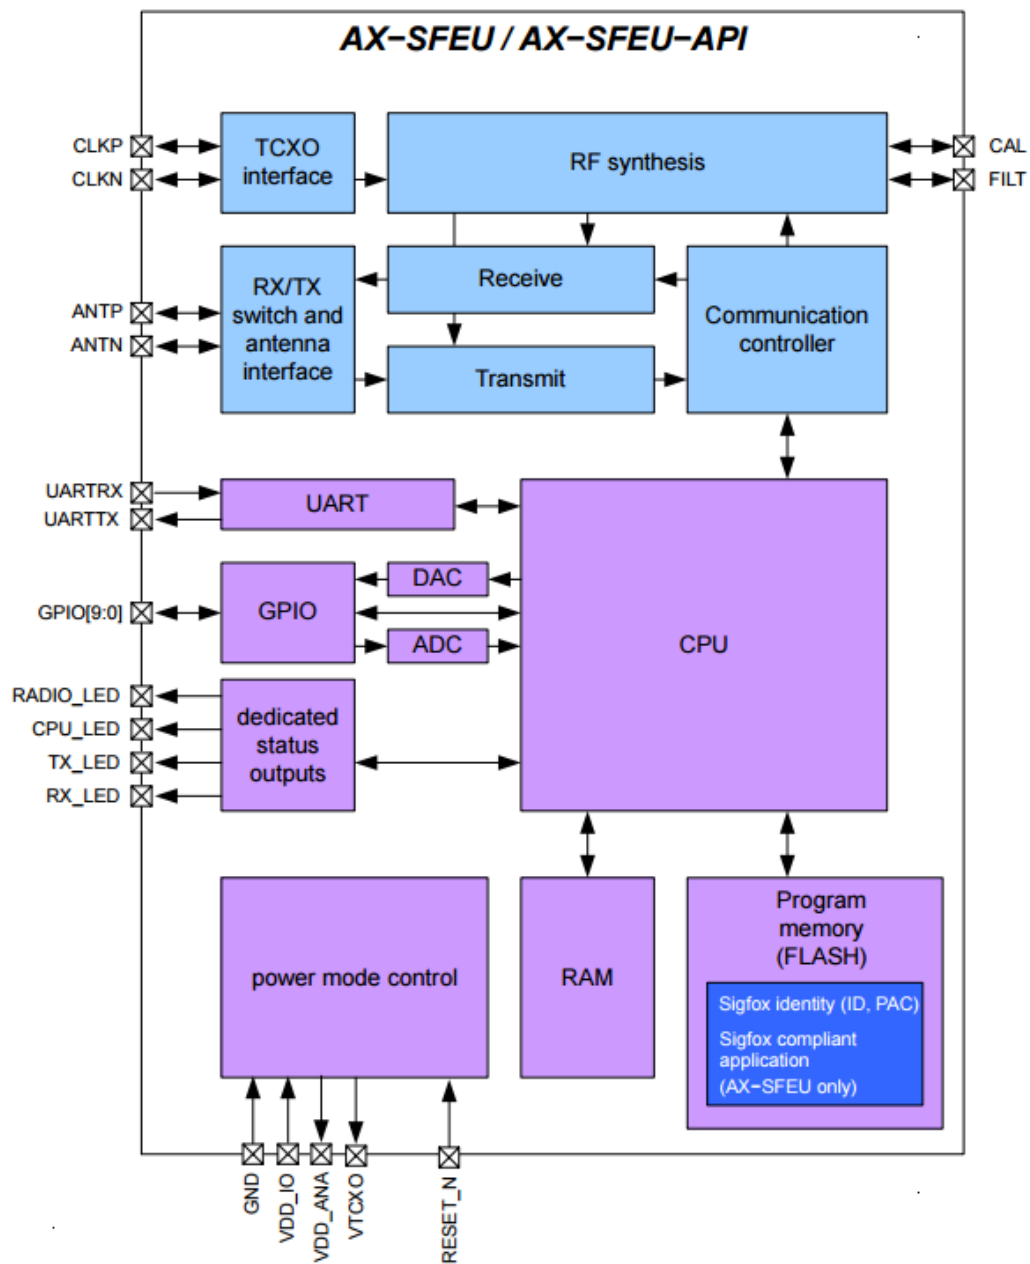 AX−SFEU / AX−SFEU−API
CLKP
CLKN
TCXO
interface
RF synthesis
CAL
FILT
ANTP
ANTN
RX/TX
switch and
antenna
interface
Receive
Transmit
Communication
controller
UARTRX
UARTTX
UART
GPIO[9:0]
GPIO
DAC
ADC
CPU
RADIO_LED
CPU_LED
TX_LED
RX_LED
dedicated
status
outputs
power mode control
RAM
Program
memory
(FLASH)
Sigfox identity (ID, PAC)
Sigfox compliant
application
(AX−SFEU only)
GND
VDD_IO
VDD_ANA
VTCXO
RESET_N